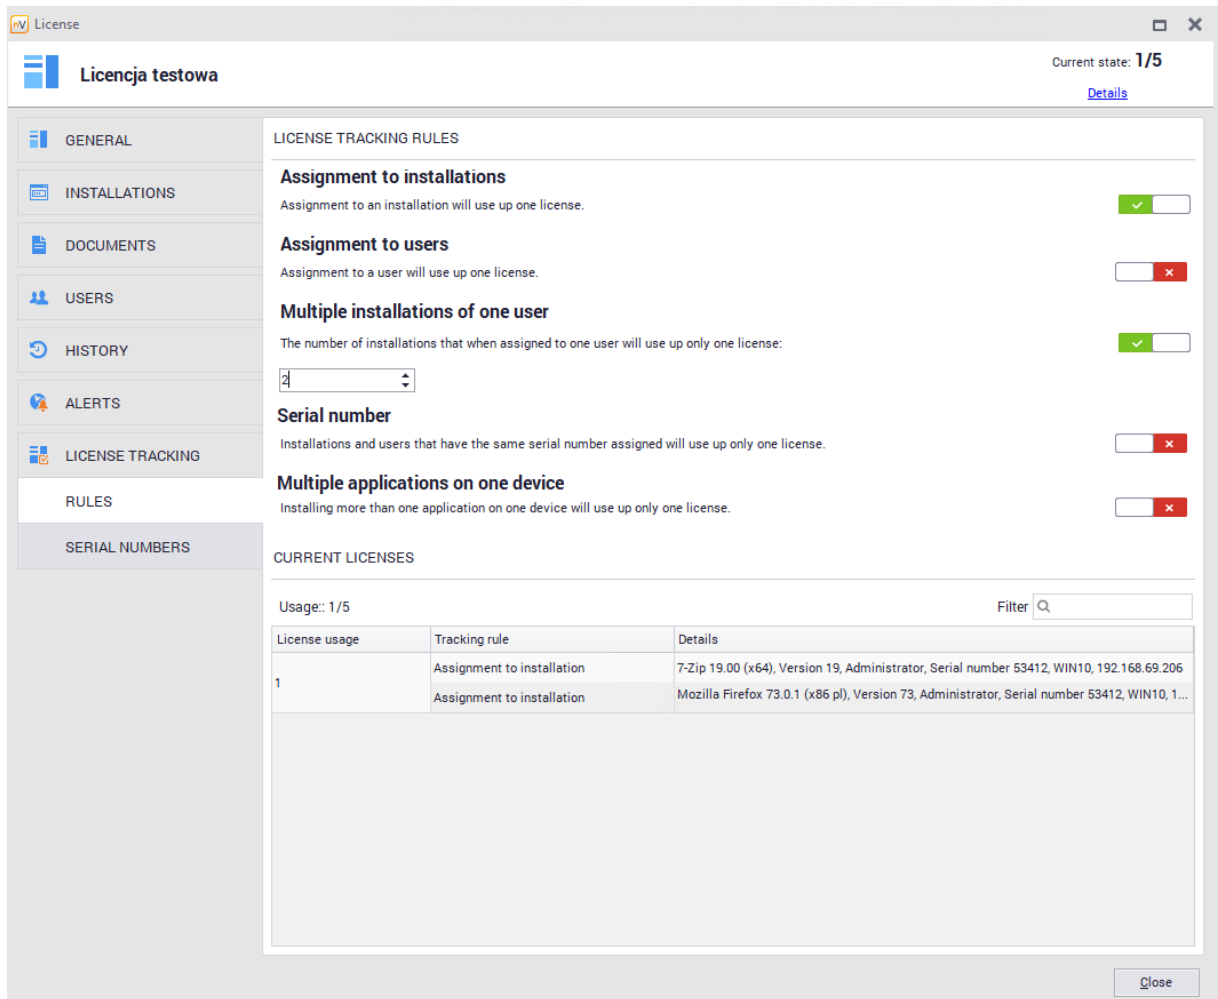 nV License
Licencja testowa
Current state: 1/5
Details
GENERAL
INSTALLATIONS
DOCUMENTS
USERS
HISTORY
ALERTS
LICENSE TRACKING
RULES
SERIAL NUMBERS
LICENSE TRACKING RULES
Assignment to installations
Assignment to an installation will use up one license.
Assignment to users
Assignment to a user will use up one license.
Multiple installations of one user
The number of installations that when assigned to one user will use up only one license:
2
Serial number
Installations and users that have the same serial number assigned will use up only one license.
Multiple applications on one device
Installing more than one application on one device will use up only one license.
CURRENT LICENSES
Usage:: 1/5
Filter
License usage Tracking rule Details
1
Assignment to installation 7-Zip 19.00 (x64), Version 19, Administrator, Serial number 53412, WIN10, 192.168.69.206
Assignment to installation Mozilla Firefox 73.0.1 (x86 pl), Version 73, Administrator, Serial number 53412, WIN10, 1...
Close